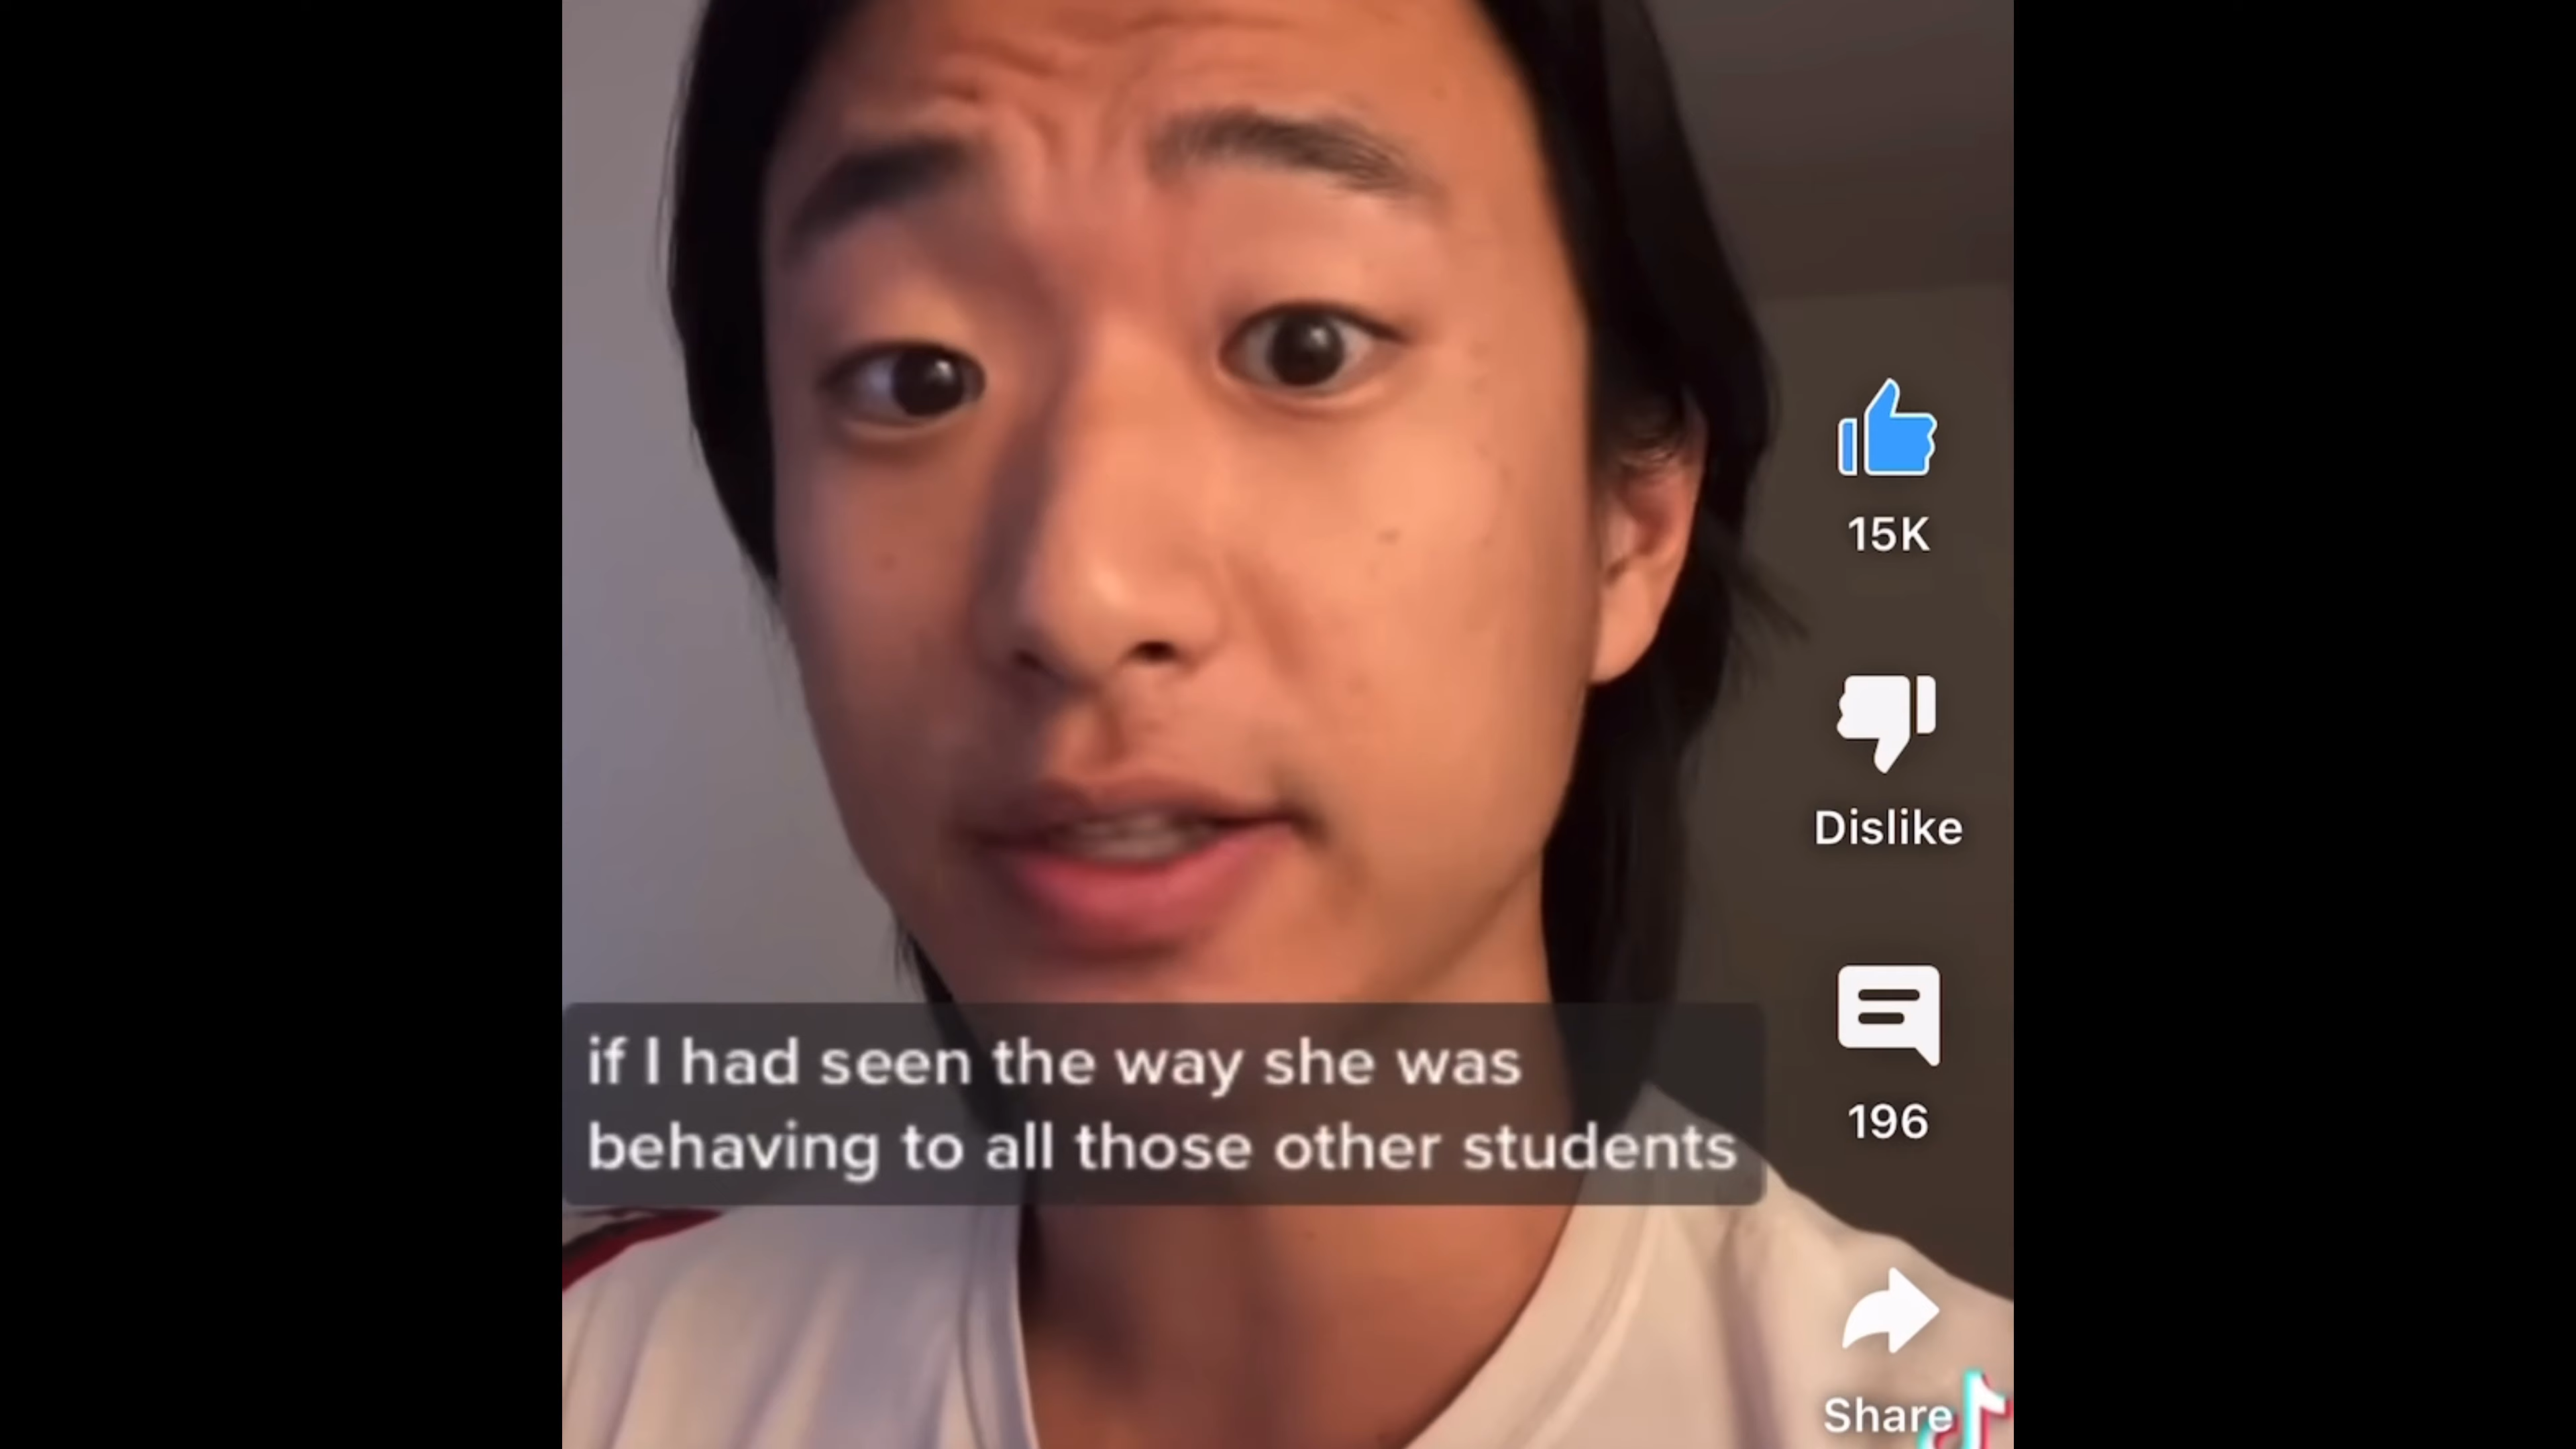 15K
Dislike
if I had seen the way she was
behaving to all those other students
196
Share